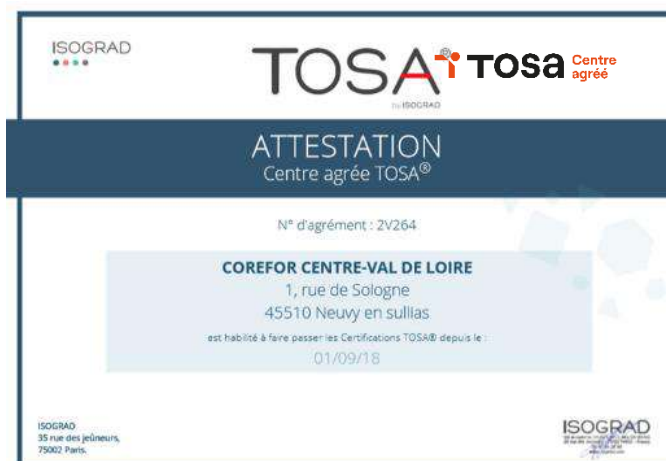 ISOGRAD
TOSA
by ISOGRAD
Tosa Centre agréé
ATTESTATION
Centre agrée TOSA®
N° d'agrément : 2V264
COREFOR CENTRE-VAL DE LOIRE
1, rue de Sologne
45510 Neuvy en sullias
est habilité à faire passer les Certifications TOSA® depuis le :
01/09/18
ISOGRAD
35 rue des jeûneurs,
75002 Paris.
ISOGRAD